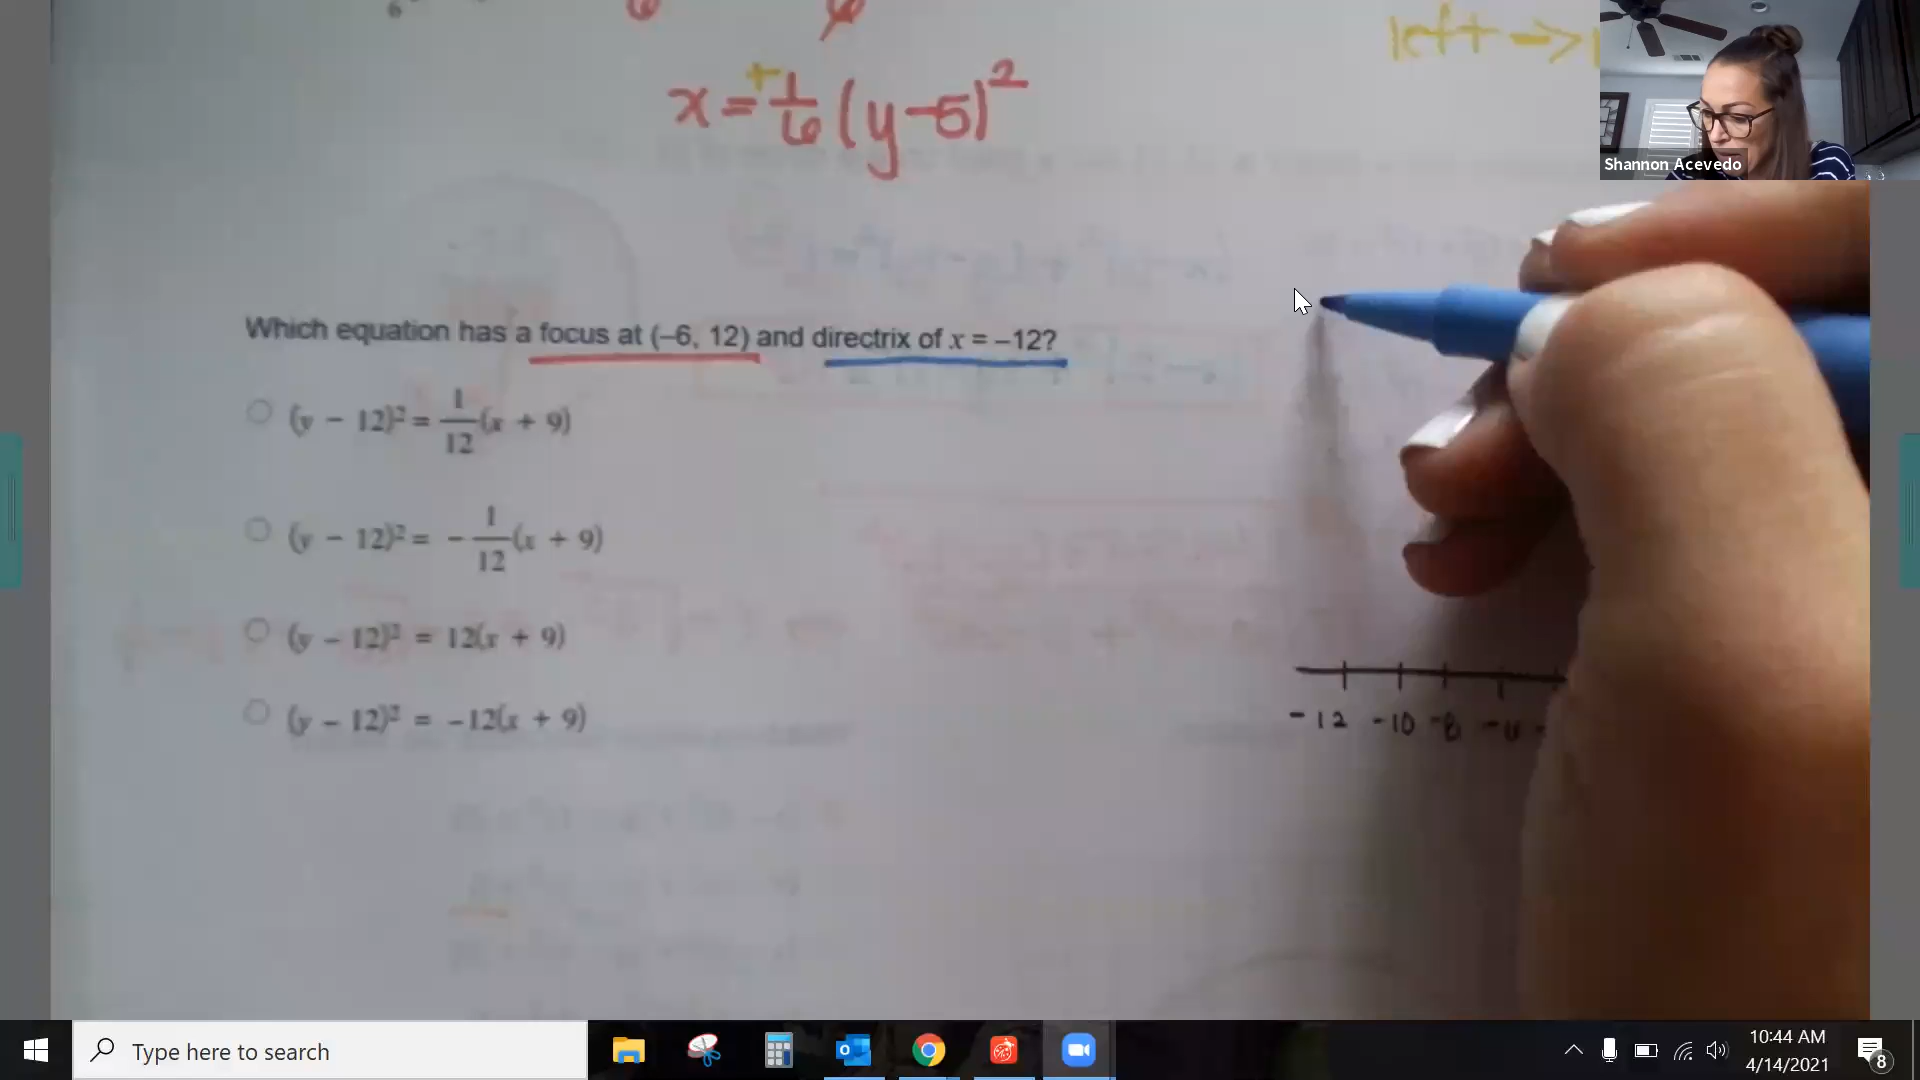 left →
x = + 1/6 (y-5)²
Shannon Acevedo
Which equation has a focus at (–6, 12) and directrix of x = –12?
(y – 12)² = 1/12 (x + 9)
(y – 12)² = – 1/12 (x + 9)
(y – 12)² = 12(x + 9)
(y – 12)² = –12(x + 9)
-12 -10 -8
Type here to search
10:44 AM
4/14/2021
8